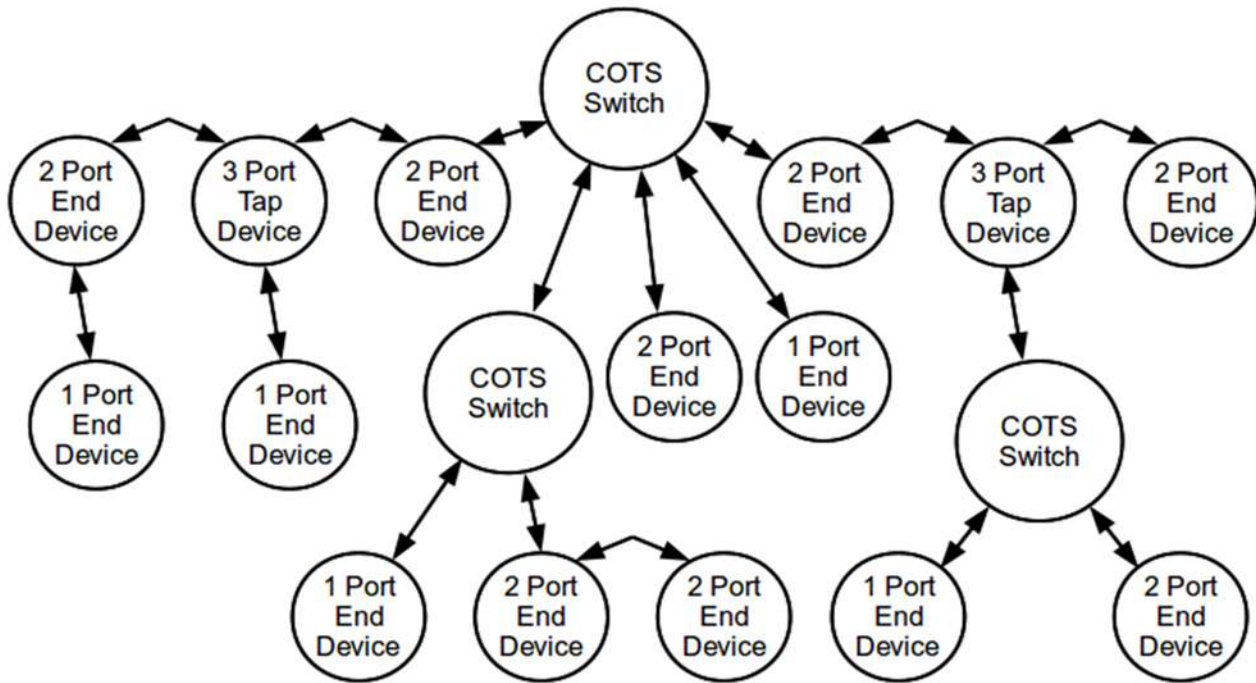 COTS
Switch
2 Port
End
Device
3 Port
Tap
Device
2 Port
End
Device
2 Port
End
Device
3 Port
Tap
Device
2 Port
End
Device
1 Port
End
Device
1 Port
End
Device
COTS
Switch
2 Port
End
Device
1 Port
End
Device
COTS
Switch
1 Port
End
Device
2 Port
End
Device
2 Port
End
Device
1 Port
End
Device
2 Port
End
Device